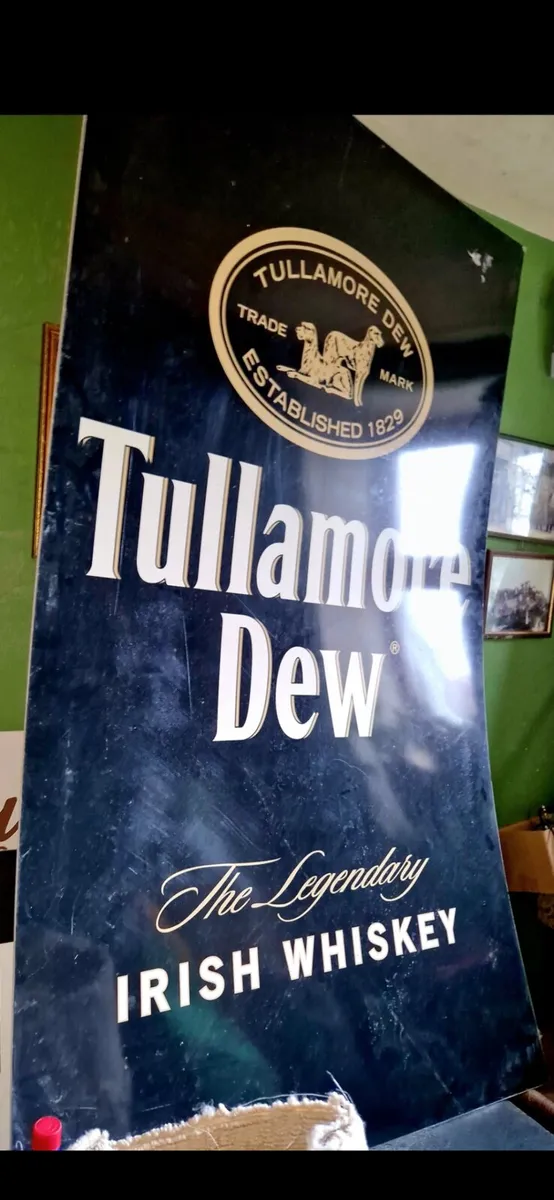 TULLAMORE DEW
TRADE MARK
ESTABLISHED 1829
Tullamore
Dew®
The Legendary
IRISH WHISKEY